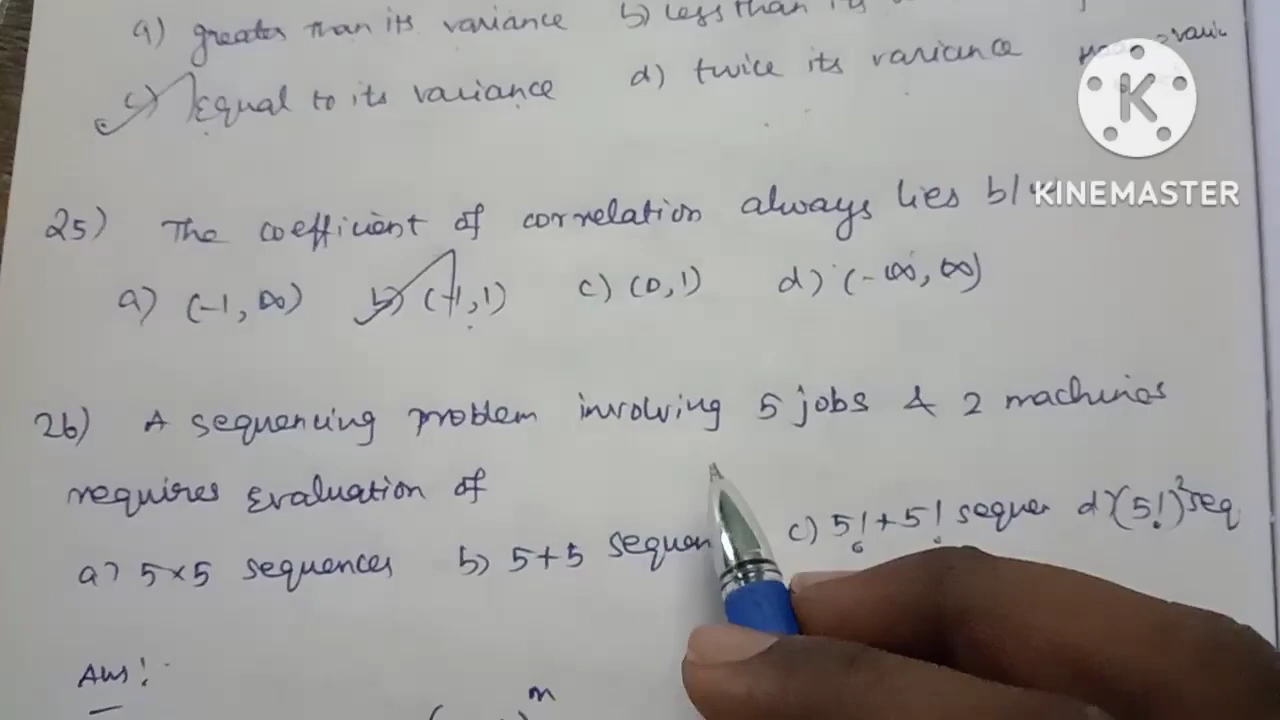 a) greater than its variance b) less than its
c) Equal to its variance d) twice its variance
K
KINEMASTER
25) The coefficient of correlation always lies b/w
a) (-1, ∞) b) (-1, 1) c) (0, 1) d) (-∞, ∞)
26) A sequencing problem involving 5 jobs & 2 machines
requires Evaluation of
a) 5×5 sequences b) 5+5 sequen c) 5!+5! sequen d) (5!)² seq
Ans:
( )ᵐ